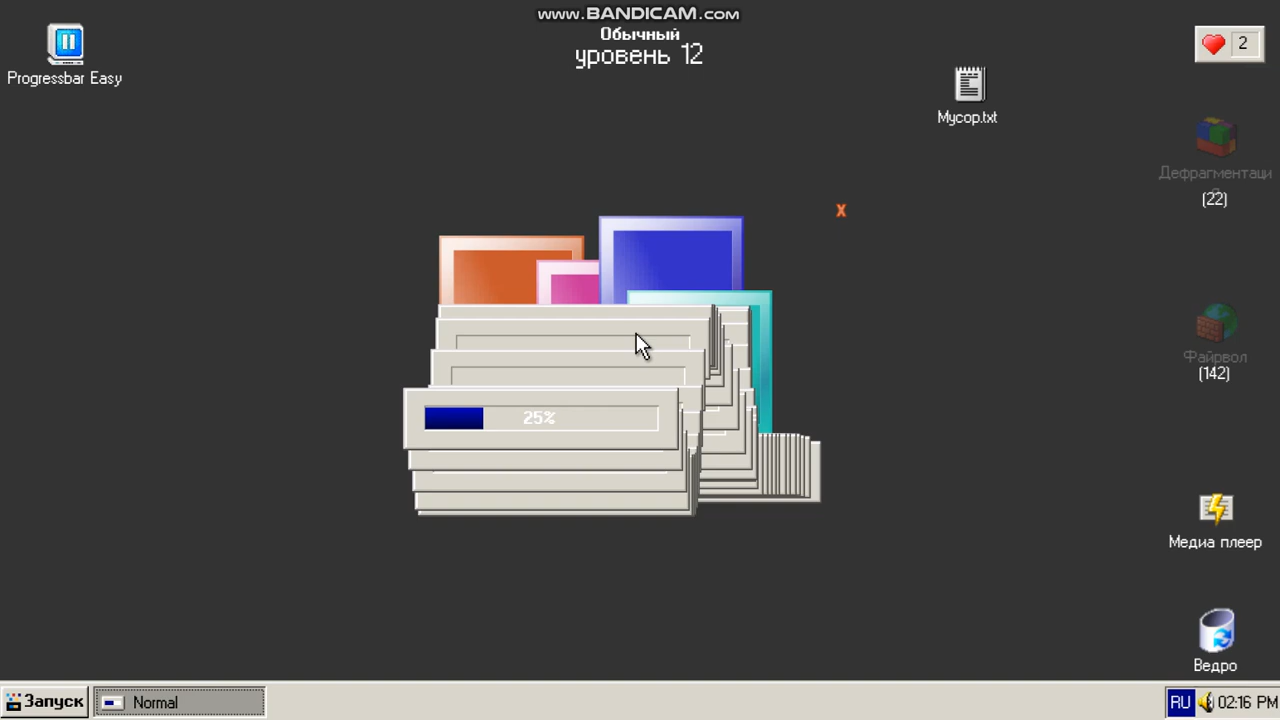 www.BANDICAM.com
Обычный
уровень 12
Progressbar Easy
2
Мусор.txt
Дефрагментаци
(22)
x
Файрвол
(142)
25%
Медиа плеер
Ведро
Запуск
Normal
RU
02:16 PM